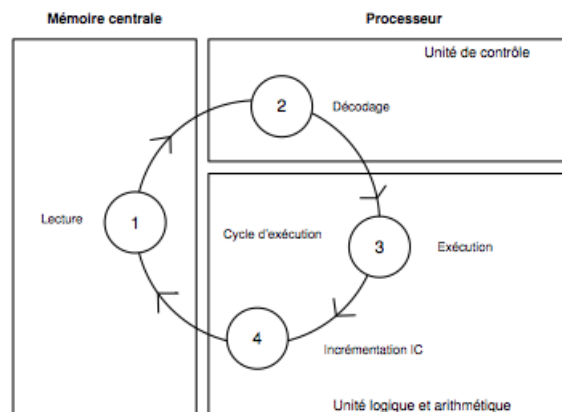 Mémoire centrale
Processeur
Unité de contrôle
2
Décodage
Lecture
1
Cycle d'exécution
3
Exécution
4
Incrémentation IC
Unité logique et arithmétique